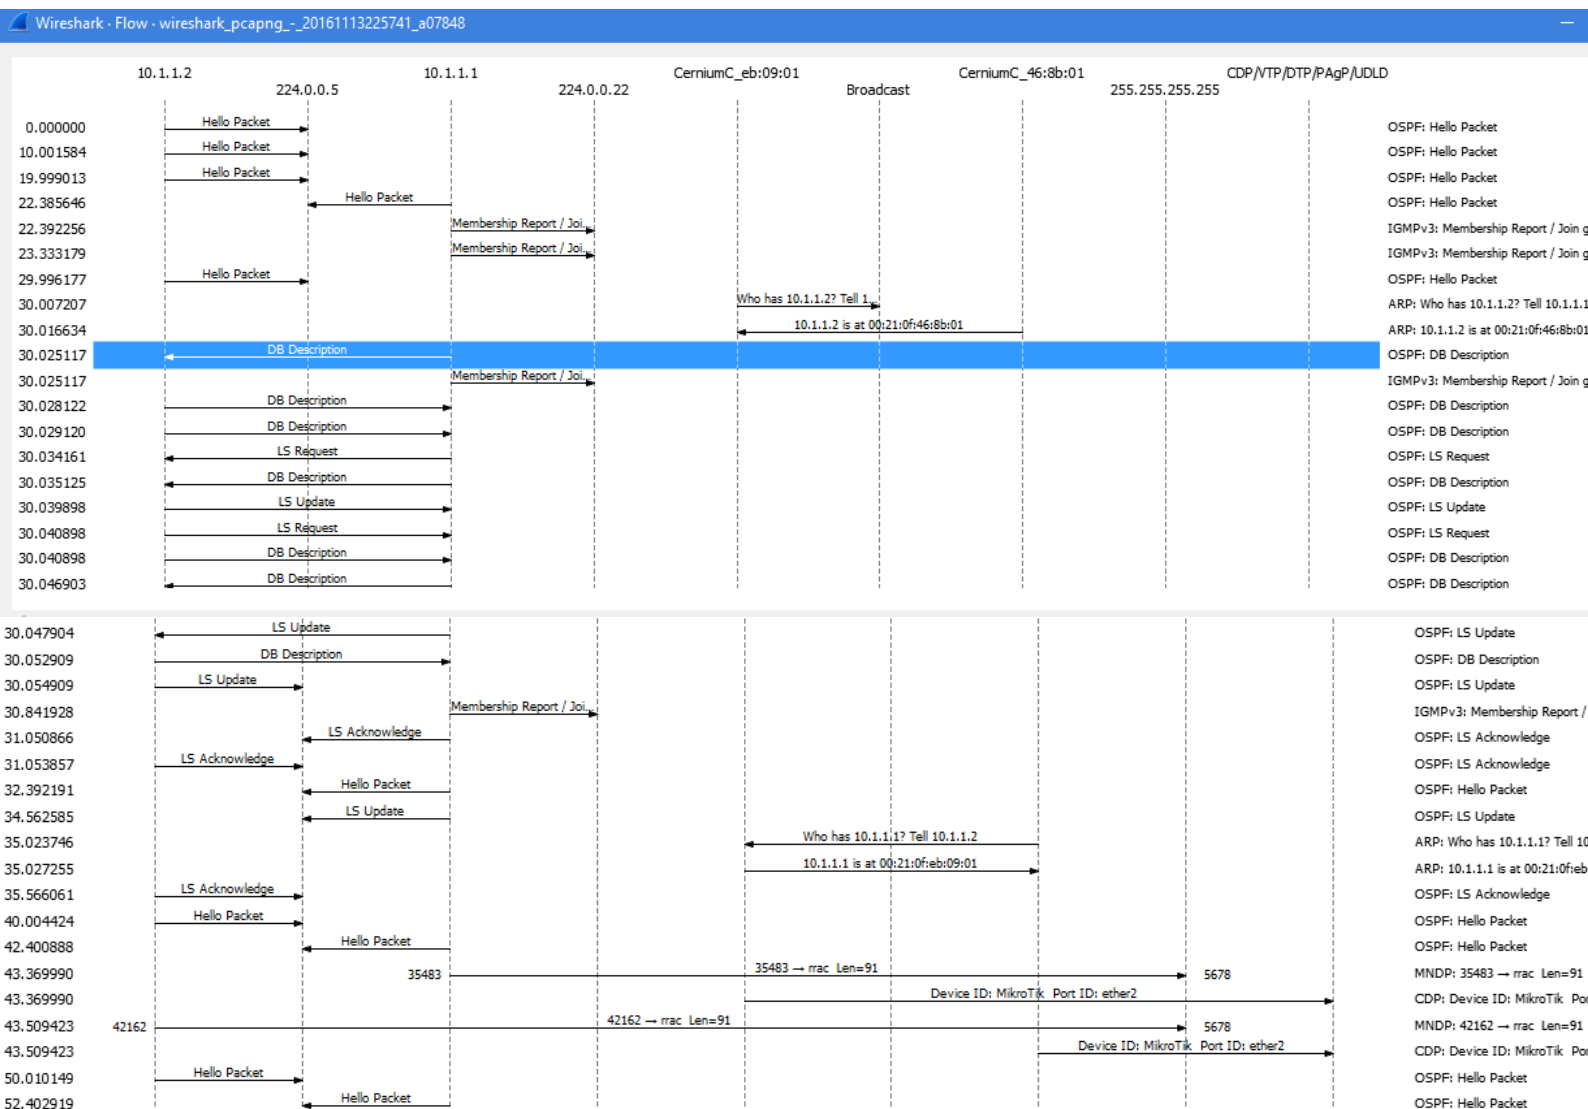 Wireshark · Flow · wireshark_pcapng_-_20161113225741_a07848
10.1.1.2 10.1.1.1 CerniumC_eb:09:01 CerniumC_46:8b:01 CDP/VTP/DTP/PAgP/UDLD
224.0.0.5 224.0.0.22 Broadcast 255.255.255.255
0.000000 Hello Packet OSPF: Hello Packet
10.001584 Hello Packet OSPF: Hello Packet
19.999013 Hello Packet OSPF: Hello Packet
22.385646 Hello Packet OSPF: Hello Packet
22.392256 Membership Report / Joi... IGMPv3: Membership Report / Join g
23.333179 Membership Report / Joi... IGMPv3: Membership Report / Join g
29.996177 Hello Packet OSPF: Hello Packet
30.007207 Who has 10.1.1.2? Tell 1... ARP: Who has 10.1.1.2? Tell 10.1.1.1
30.016634 10.1.1.2 is at 00:21:0f:46:8b:01 ARP: 10.1.1.2 is at 00:21:0f:46:8b:01
30.025117 DB Description OSPF: DB Description
30.025117 Membership Report / Joi... IGMPv3: Membership Report / Join g
30.028122 DB Description OSPF: DB Description
30.029120 DB Description OSPF: DB Description
30.034161 LS Request OSPF: LS Request
30.035125 DB Description OSPF: DB Description
30.039898 LS Update OSPF: LS Update
30.040898 LS Request OSPF: LS Request
30.040898 DB Description OSPF: DB Description
30.046903 DB Description OSPF: DB Description
30.047904 LS Update OSPF: LS Update
30.052909 DB Description OSPF: DB Description
30.054909 LS Update OSPF: LS Update
30.841928 Membership Report / Joi... IGMPv3: Membership Report /
31.050866 LS Acknowledge OSPF: LS Acknowledge
31.053857 LS Acknowledge OSPF: LS Acknowledge
32.392191 Hello Packet OSPF: Hello Packet
34.562585 LS Update OSPF: LS Update
35.023746 Who has 10.1.1.1? Tell 10.1.1.2 ARP: Who has 10.1.1.1? Tell 10
35.027255 10.1.1.1 is at 00:21:0f:eb:09:01 ARP: 10.1.1.1 is at 00:21:0f:eb
35.566061 LS Acknowledge OSPF: LS Acknowledge
40.004424 Hello Packet OSPF: Hello Packet
42.400888 Hello Packet OSPF: Hello Packet
43.369990 35483 35483 → rrac Len=91 5678 MNDP: 35483 → rrac Len=91
43.369990 Device ID: MikroTik Port ID: ether2 CDP: Device ID: MikroTik Por
43.509423 42162 42162 → rrac Len=91 5678 MNDP: 42162 → rrac Len=91
43.509423 Device ID: MikroTik Port ID: ether2 CDP: Device ID: MikroTik Por
50.010149 Hello Packet OSPF: Hello Packet
52.402919 Hello Packet OSPF: Hello Packet